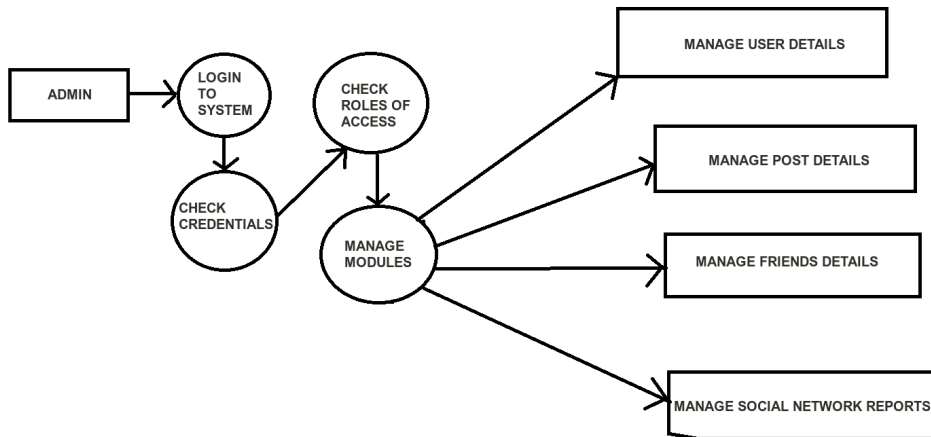 ADMIN
LOGIN
TO
SYSTEM
CHECK
CREDENTIALS
CHECK
ROLES OF
ACCESS
MANAGE
MODULES
MANAGE USER DETAILS
MANAGE POST DETAILS
MANAGE FRIENDS DETAILS
MANAGE SOCIAL NETWORK REPORTS